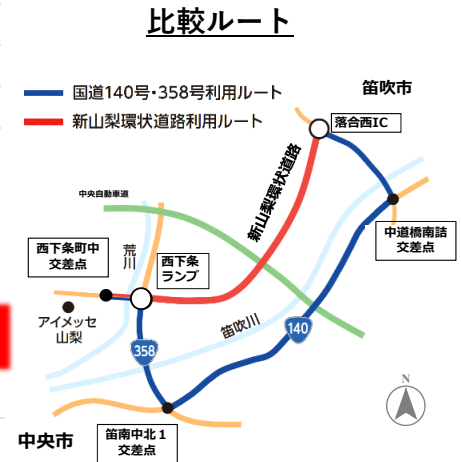 比較ルート
国道140号・358号利用ルート
新山梨環状道路利用ルート
笛吹市
落合西IC
新山梨環状道路
中央自動車道
中道橋南詰
交差点
西下条町中
交差点
荒川
西下条
ランプ
アイメッセ
山梨
笛吹川
140
358
N
笛南中北1
交差点
中央市